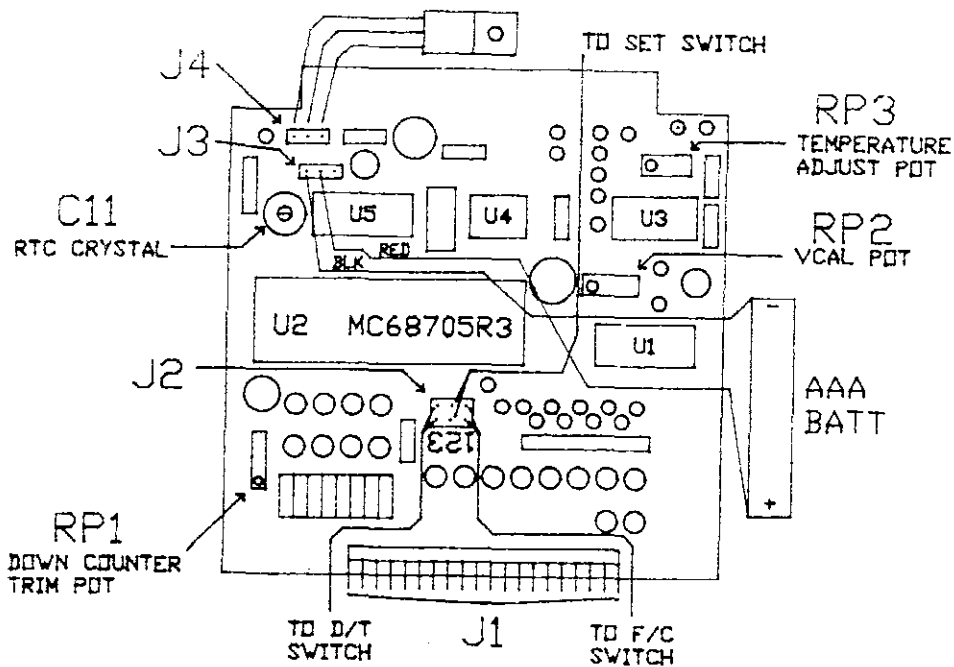 TO SET SWITCH
J4
RP3
TEMPERATURE
ADJUST POT
J3
C11
RTC CRYSTAL
U5
U4
U3
RP2
VCAL POT
RED
BLK
-
U2 MC68705R3
U1
J2
AAA
BATT
123
+
RP1
DOWN COUNTER
TRIM POT
J1
TO D/T
SWITCH
TO F/C
SWITCH